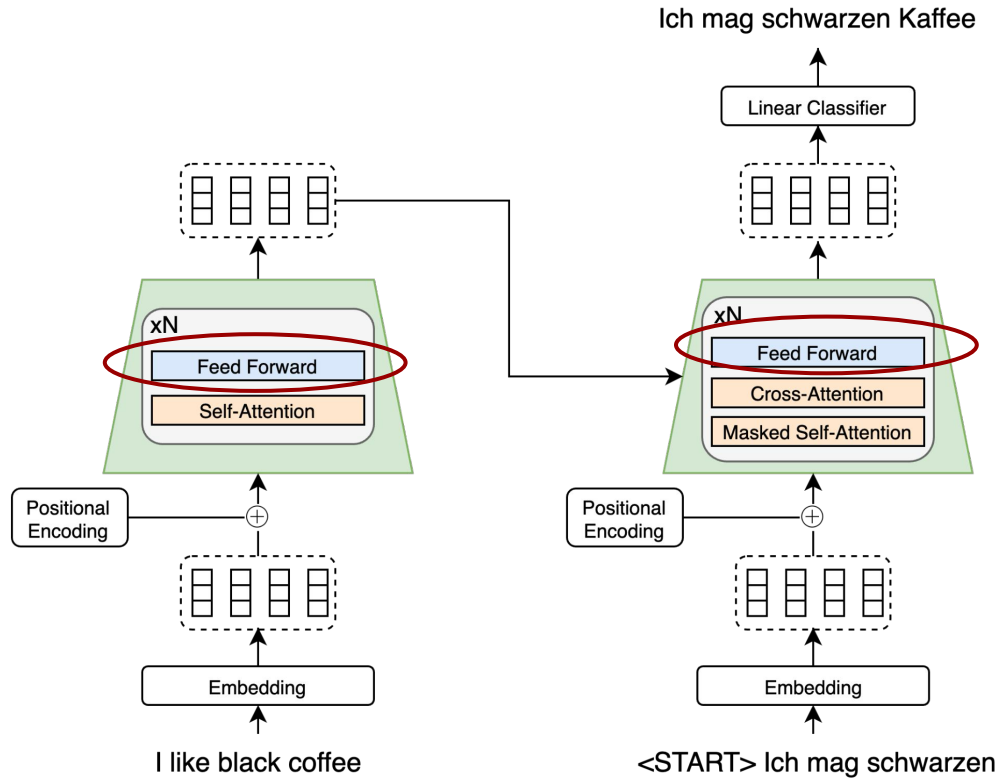 Ich mag schwarzen Kaffee
Linear Classifier
xN
Feed Forward
Self-Attention
xN
Feed Forward
Cross-Attention
Masked Self-Attention
Positional
Encoding
Positional
Encoding
Embedding
Embedding
I like black coffee
<START> Ich mag schwarzen